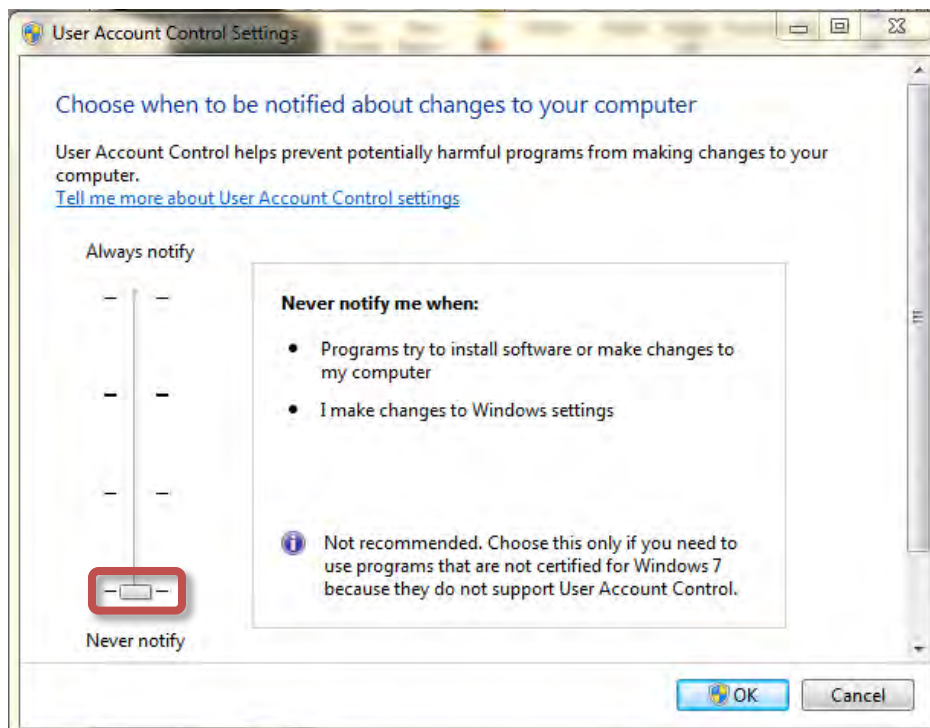 User Account Control Settings
Choose when to be notified about changes to your computer
User Account Control helps prevent potentially harmful programs from making changes to your
computer.
Tell me more about User Account Control settings
Always notify
Never notify me when:
• Programs try to install software or make changes to
my computer
• I make changes to Windows settings
Not recommended. Choose this only if you need to
use programs that are not certified for Windows 7
because they do not support User Account Control.
Never notify
OK Cancel